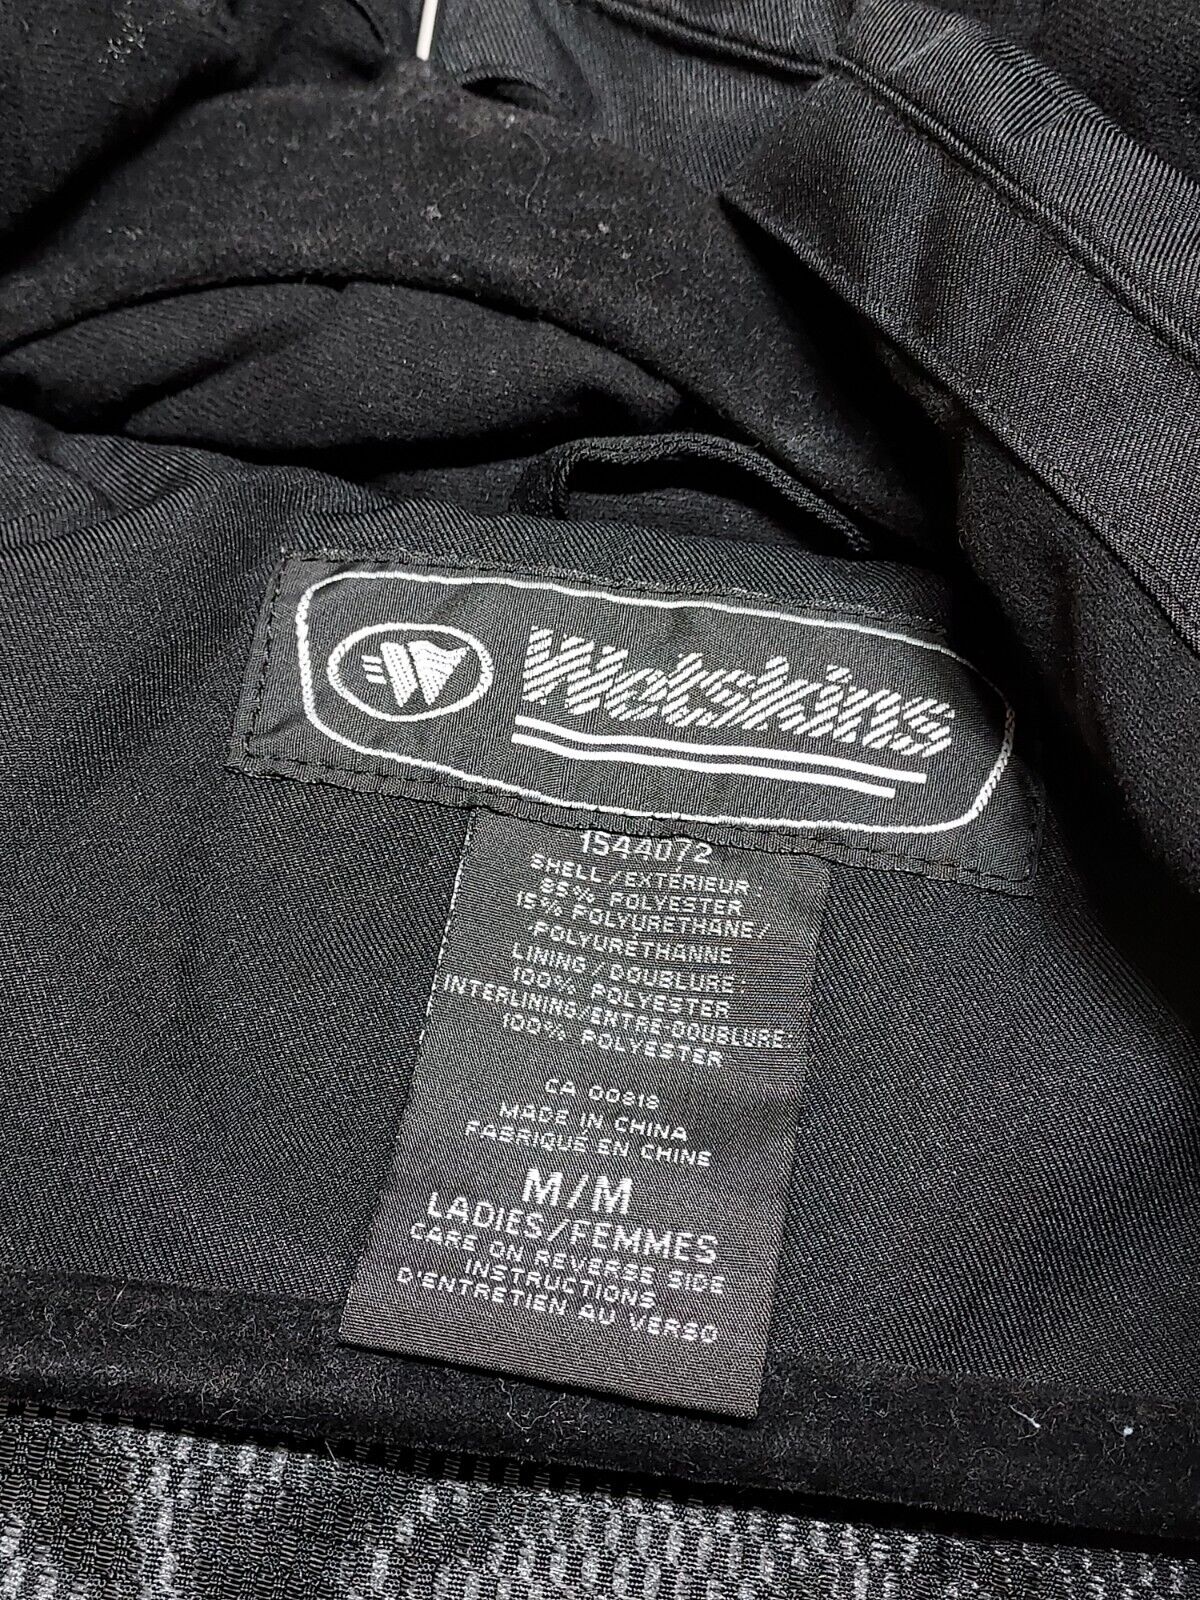 Wetskins
1544072
SHELL/EXTERIEUR:
85% POLYESTER
15% POLYURETHANE/
POLYURÉTHANNE
LINING/DOUBLURE:
100% POLYESTER
INTERLINING/ENTRE-DOUBLURE:
100% POLYESTER
CA 00818
MADE IN CHINA
FABRIQUÉ EN CHINE
M/M
LADIES/FEMMES
CARE ON REVERSE SIDE
INSTRUCTIONS
D'ENTRETIEN AU VERSO